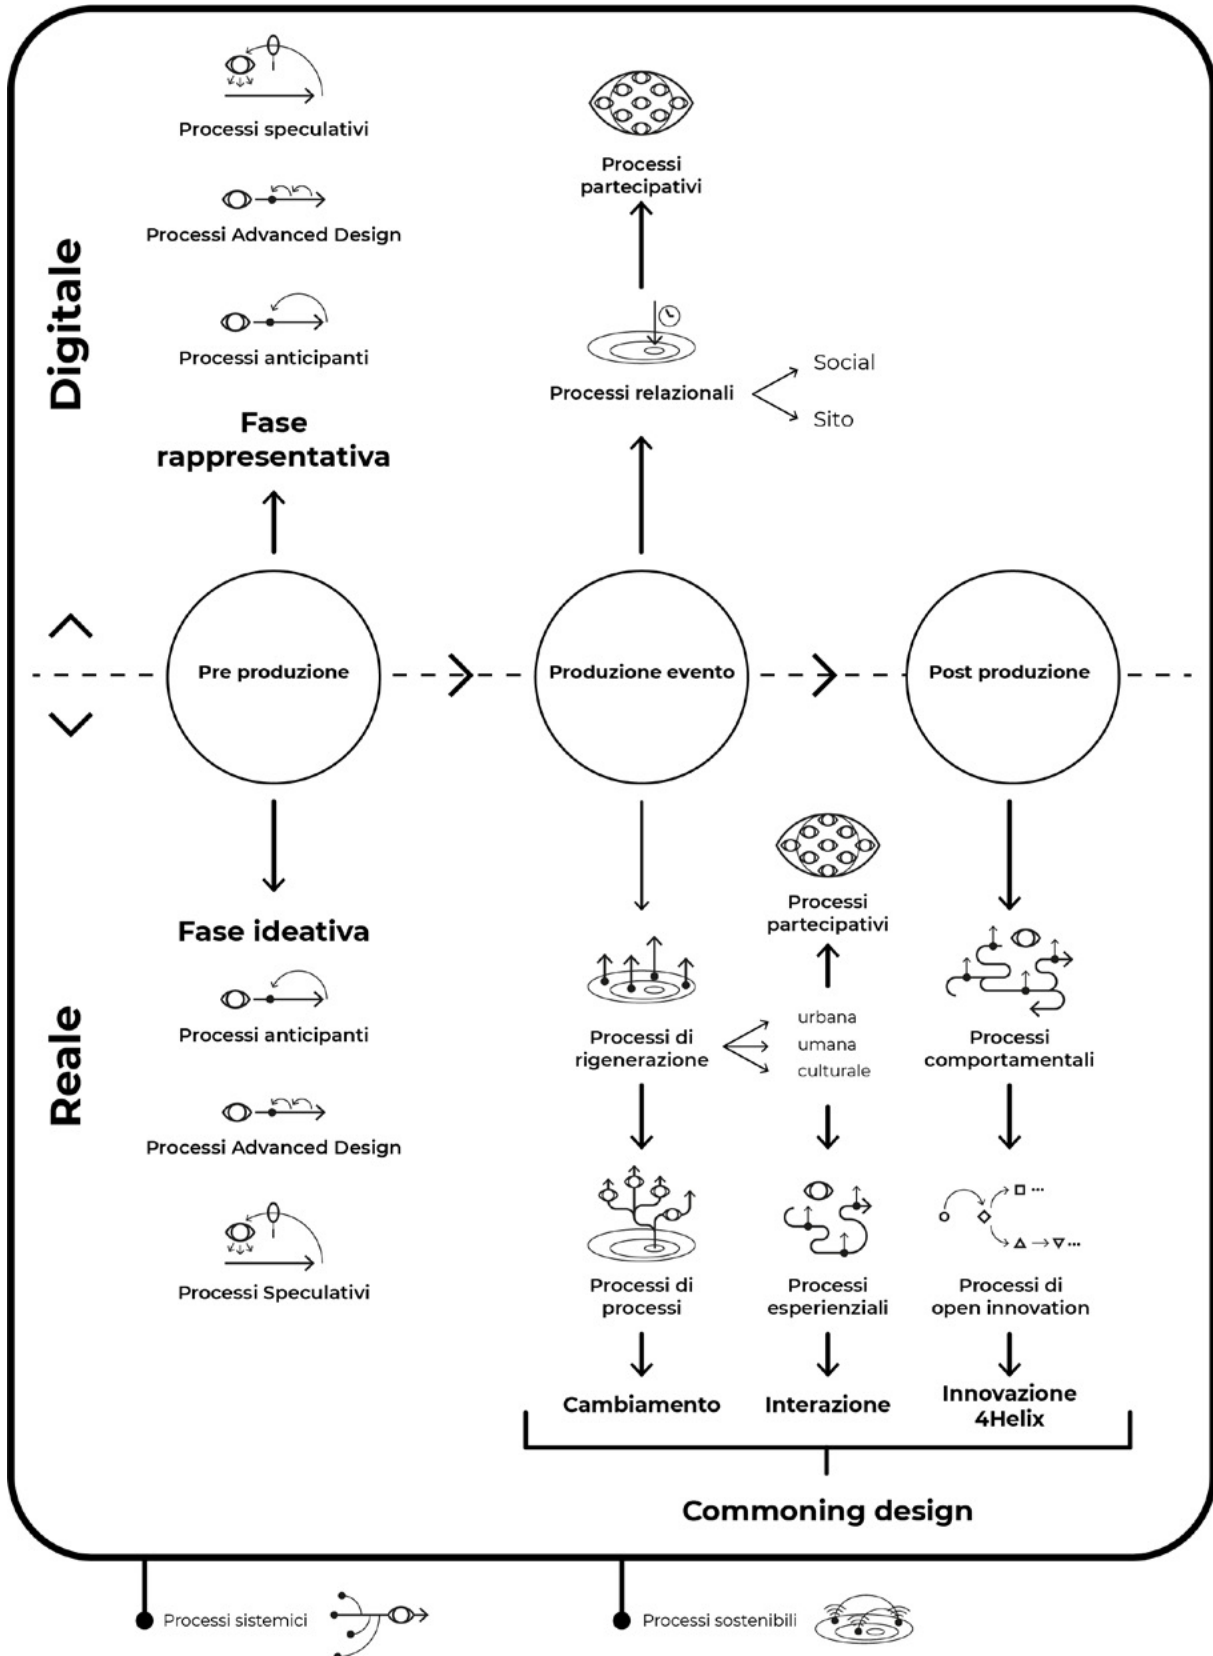 Digitale
Processi speculativi
Processi Advanced Design
Processi anticipanti
Fase
rappresentativa
Processi
partecipativi
Processi relazionali
Social
Sito
Pre produzione
Produzione evento
Post produzione
Reale
Fase ideativa
Processi anticipanti
Processi Advanced Design
Processi Speculativi
Processi di
rigenerazione
urbana
umana
culturale
Processi
partecipativi
Processi
comportamentali
Processi di
processi
Processi
esperienziali
Processi di
open innovation
Cambiamento
Interazione
Innovazione
4Helix
Commoning design
Processi sistemici
Processi sostenibili